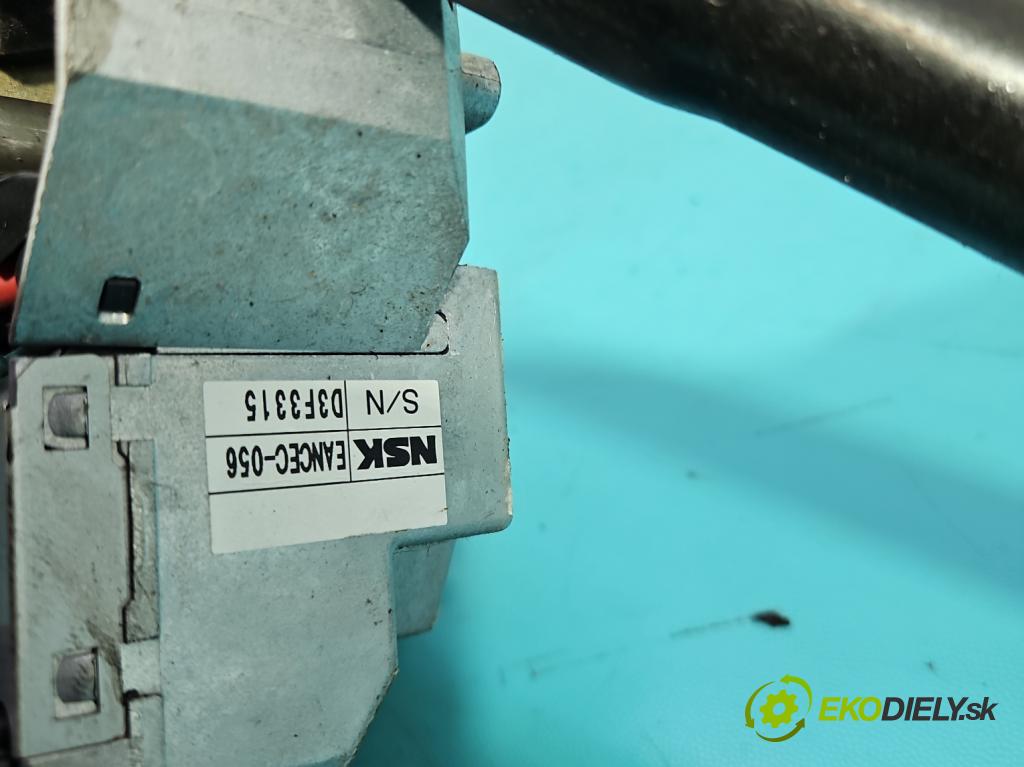 NSK EANCEC-056
S/N D3F3315
EKODIELY.sk